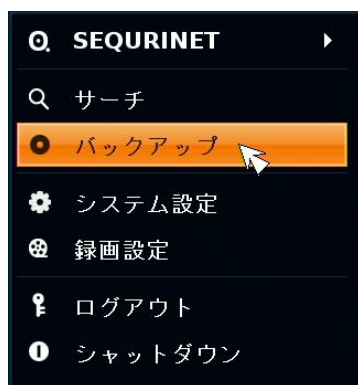 SEQURINET
サーチ
バックアップ
システム設定
録画設定
ログアウト
シャットダウン